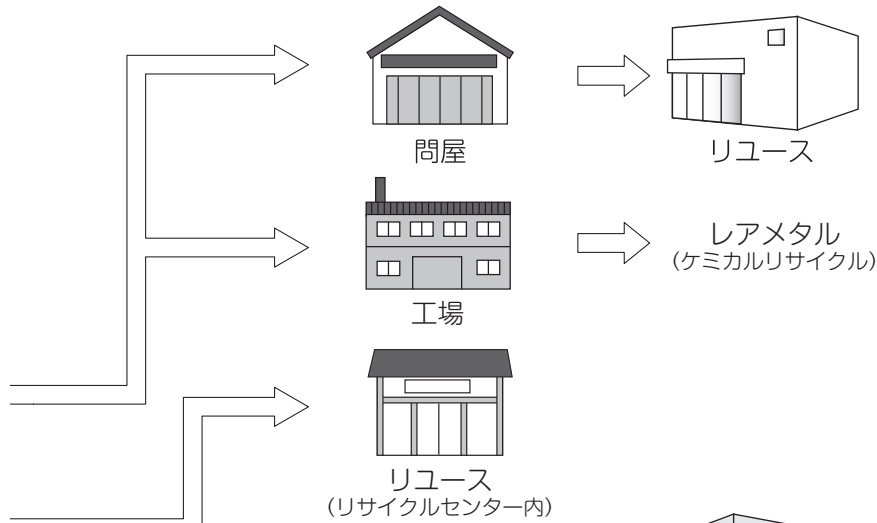 問屋
リユース
工場
レアメタル
（ケミカルリサイクル）
リユース
（リサイクルセンター内）